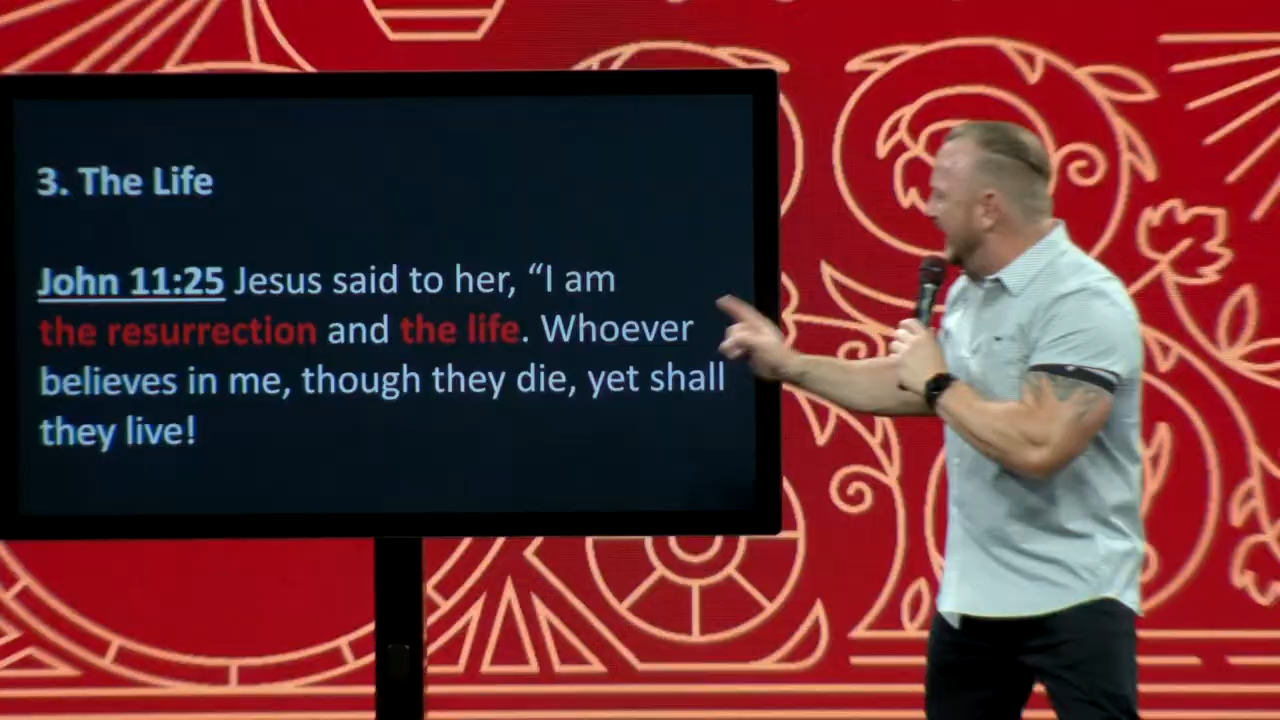 3. The Life
John 11:25 Jesus said to her, “I am
the resurrection and the life. Whoever
believes in me, though they die, yet shall
they live!